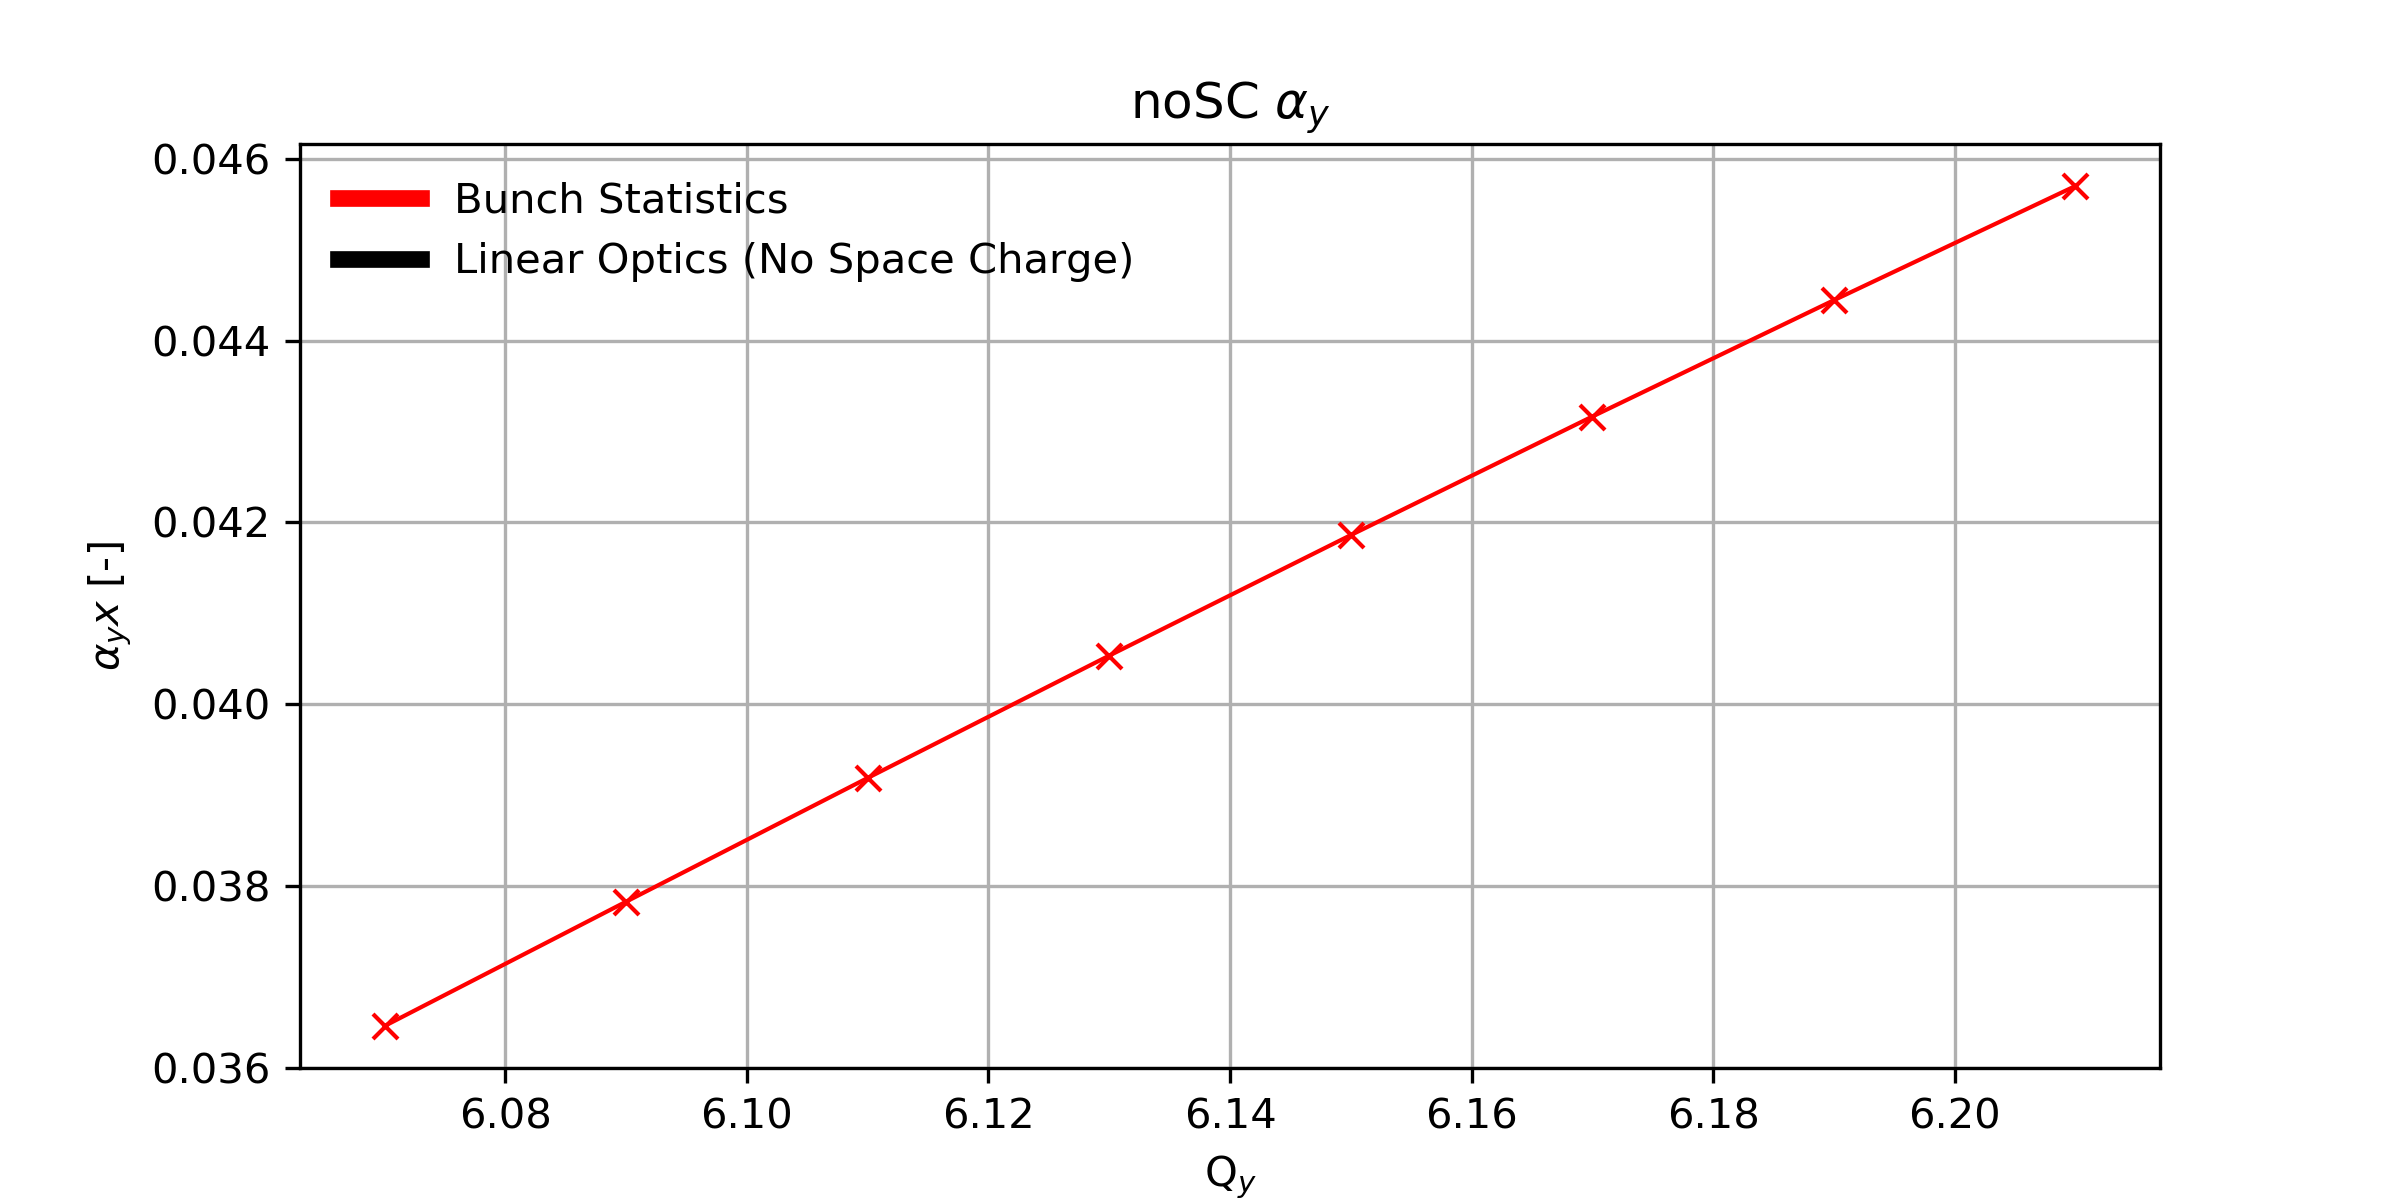 noSC αy
0.046
0.044
0.042
0.040
0.038
0.036
αyx [-]
Bunch Statistics
Linear Optics (No Space Charge)
6.08 6.10 6.12 6.14 6.16 6.18 6.20
Qy